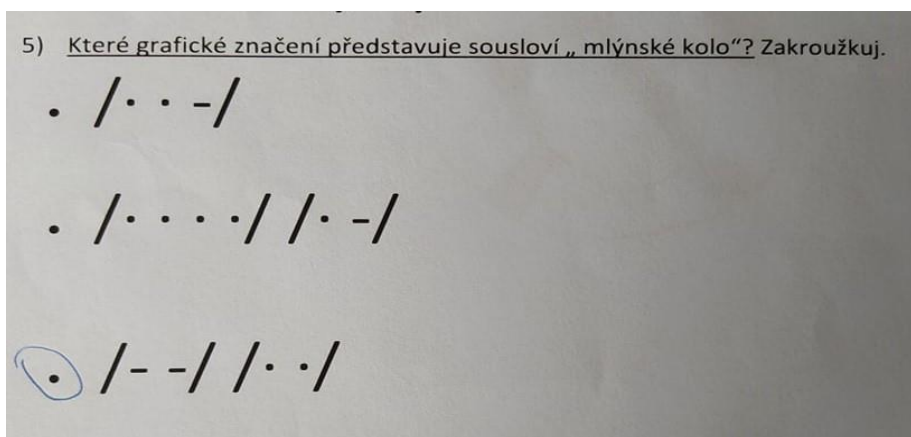 5) Které grafické značení představuje sousloví „ mlýnské kolo“? Zakroužkuj.
• /· · -/
• /· · · ·/ /· -/
• /- -/ /· ·/